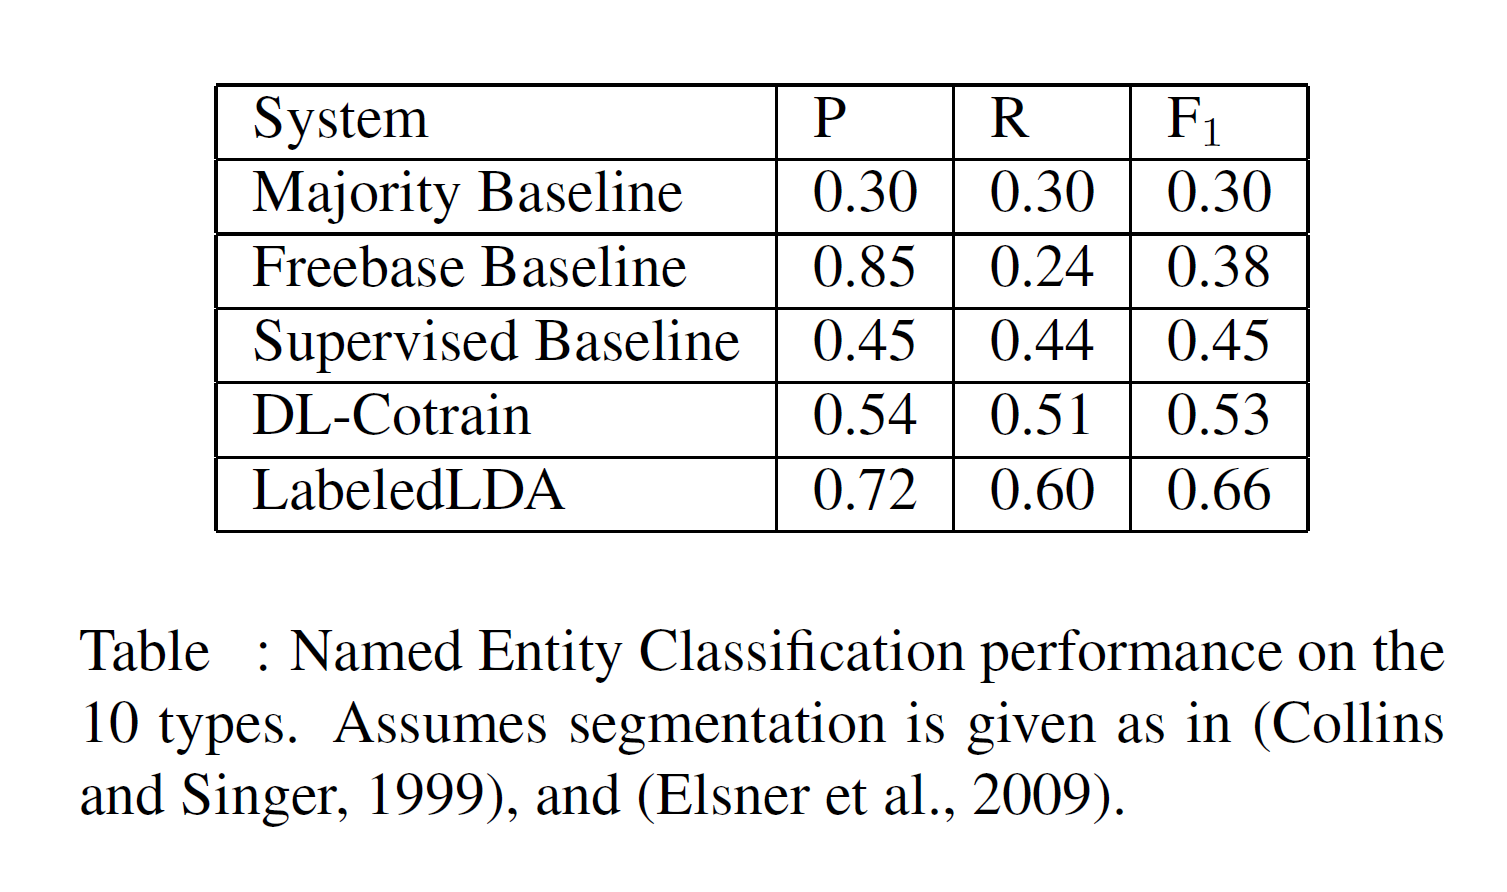 System P R F₁
Majority Baseline 0.30 0.30 0.30
Freebase Baseline 0.85 0.24 0.38
Supervised Baseline 0.45 0.44 0.45
DL-Cotrain 0.54 0.51 0.53
LabeledLDA 0.72 0.60 0.66
Table : Named Entity Classification performance on the
10 types. Assumes segmentation is given as in (Collins
and Singer, 1999), and (Elsner et al., 2009).